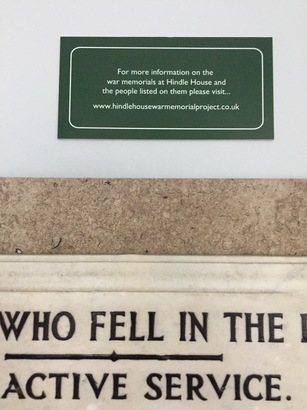 For more information on the
war memorials at Hindle House and
the people listed on them please visit...
www.hindlehousewarmemorialproject.co.uk
WHO FELL IN THE
ACTIVE SERVICE.